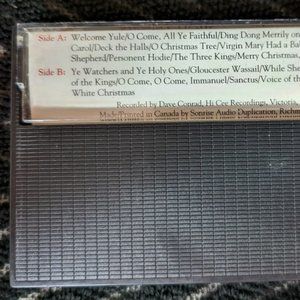 Side A: Welcome Yule/O Come, All Ye Faithful/Ding Dong Merrily on
Carol/Deck the Halls/O Christmas Tree/Virgin Mary Had a Ba
Shepherd/Personent Hodie/The Three Kings/Merry Christmas,
Side B: Ye Watchers and Ye Holy Ones/Gloucester Wassail/While She
of the Kings/O Come, O Come, Immanuel/Sanctus/Voice of th
White Christmas
Recorded by Dave Conrad, Hi Cee Recordings, Victoria,
Made/Printed in Canada by Sonrise Audio Duplication, Richm